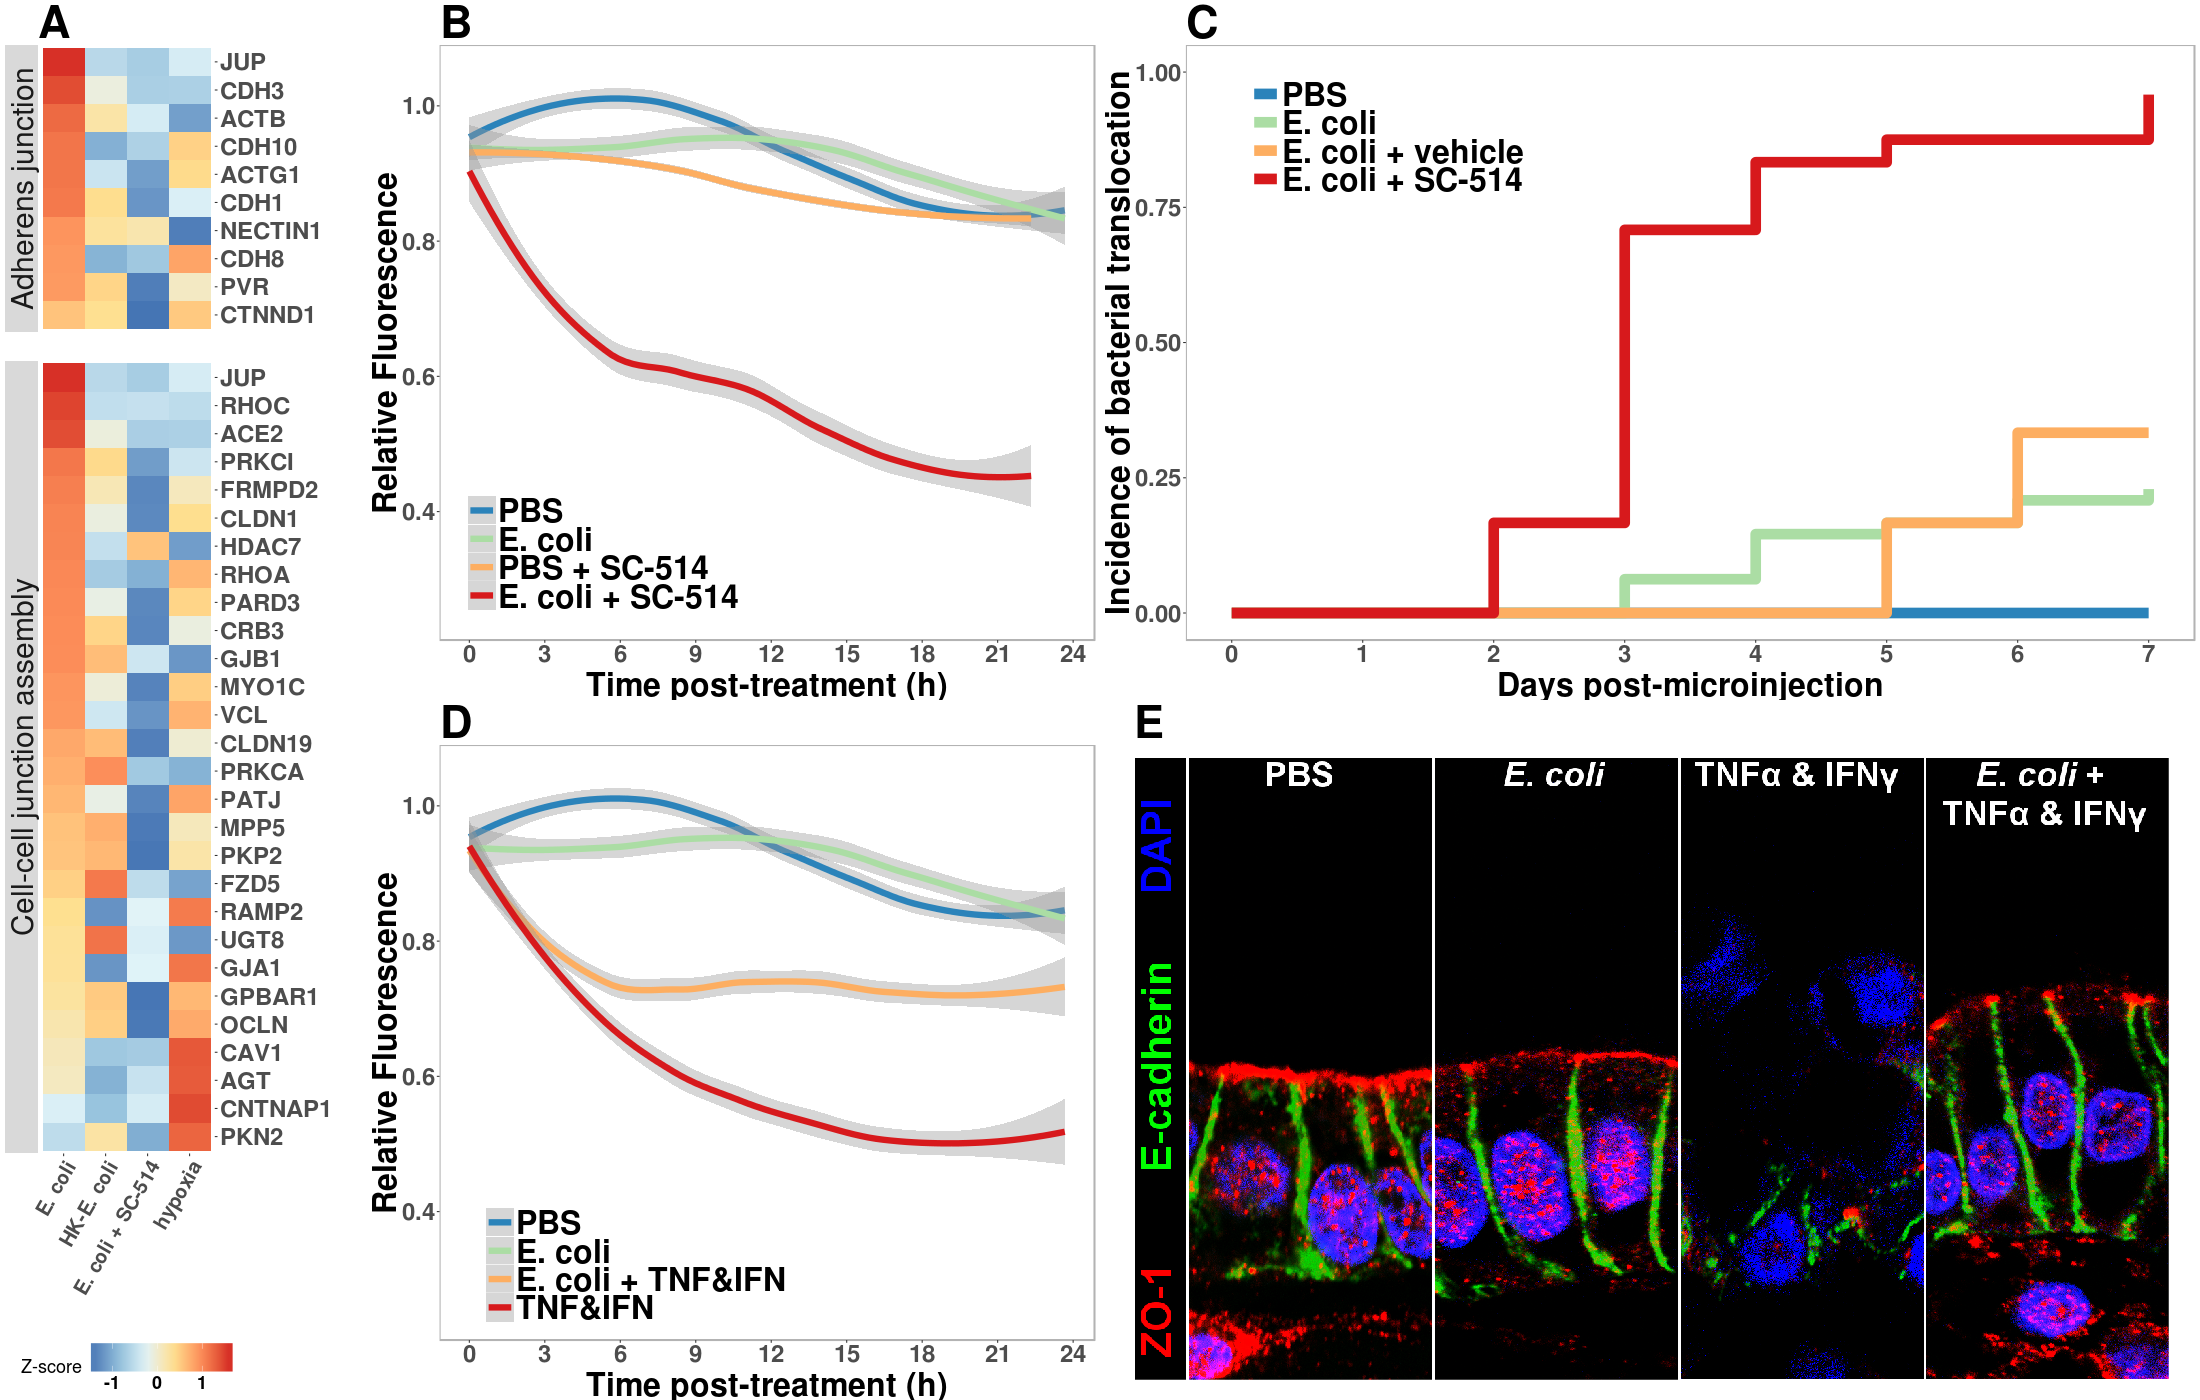 A
Adherens junction
JUP
CDH3
ACTB
CDH10
ACTG1
CDH1
NECTIN1
CDH8
PVR
CTNND1
Cell-cell junction assembly
JUP
RHOC
ACE2
PRKCI
FRMPD2
CLDN1
HDAC7
RHOA
PARD3
CRB3
GJB1
MYO1C
VCL
CLDN19
PRKCA
PATJ
MPP5
PKP2
FZD5
RAMP2
UGT8
GJA1
GPBAR1
OCLN
CAV1
AGT
CNTNAP1
PKN2
E. coli
HK-E. coli
E. coli + SC-514
hypoxia
Z-score
-1 0 1
B
Relative Fluorescence
1.0
0.8
0.6
0.4
PBS
E. coli
PBS + SC-514
E. coli + SC-514
0 3 6 9 12 15 18 21 24
Time post-treatment (h)
C
Incidence of bacterial translocation
1.00
0.75
0.50
0.25
0.00
PBS
E. coli
E. coli + vehicle
E. coli + SC-514
0 1 2 3 4 5 6 7
Days post-microinjection
D
Relative Fluorescence
1.0
0.8
0.6
0.4
PBS
E. coli
E. coli + TNF&IFN
TNF&IFN
0 3 6 9 12 15 18 21 24
Time post-treatment (h)
E
ZO-1 E-cadherin DAPI
PBS
E. coli
TNFα & IFNγ
E. coli +
TNFα & IFNγ